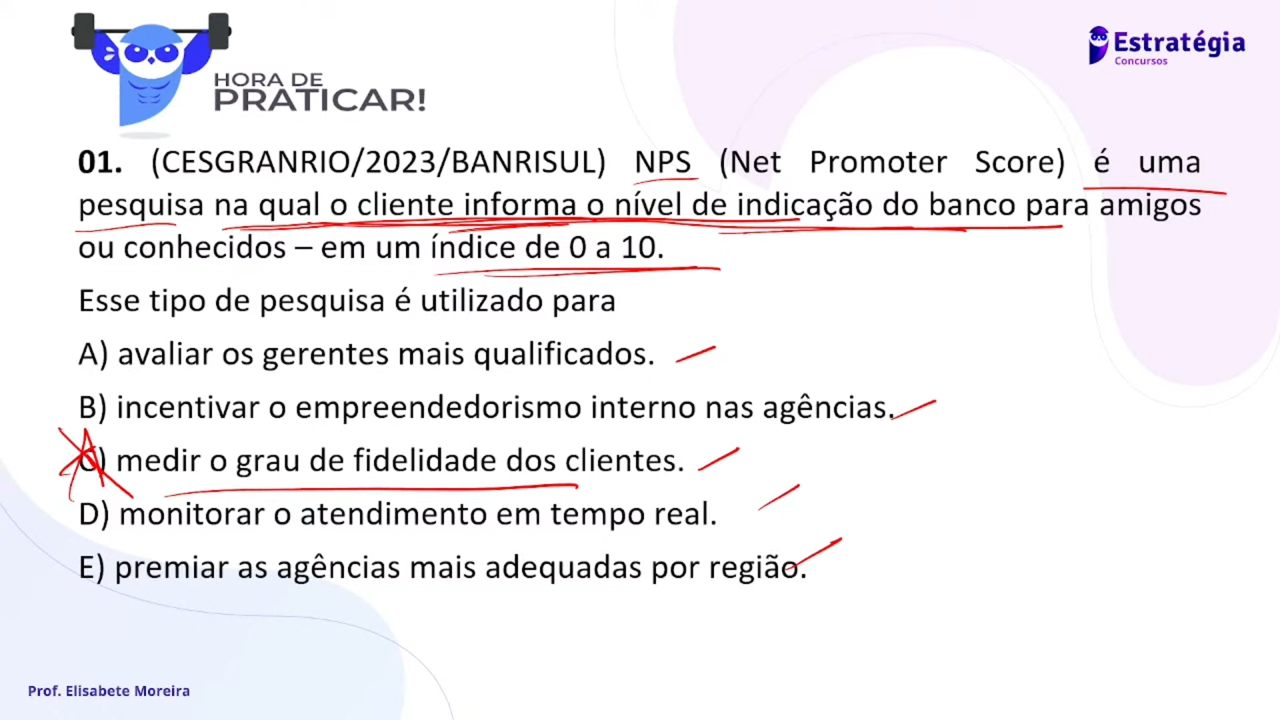 HORA DE
PRATICAR!
Estratégia
Concursos
01. (CESGRANRIO/2023/BANRISUL) NPS (Net Promoter Score) é uma
pesquisa na qual o cliente informa o nível de indicação do banco para amigos
ou conhecidos – em um índice de 0 a 10.
Esse tipo de pesquisa é utilizado para
A) avaliar os gerentes mais qualificados.
B) incentivar o empreendedorismo interno nas agências.
C) medir o grau de fidelidade dos clientes.
D) monitorar o atendimento em tempo real.
E) premiar as agências mais adequadas por região.
Prof. Elisabete Moreira